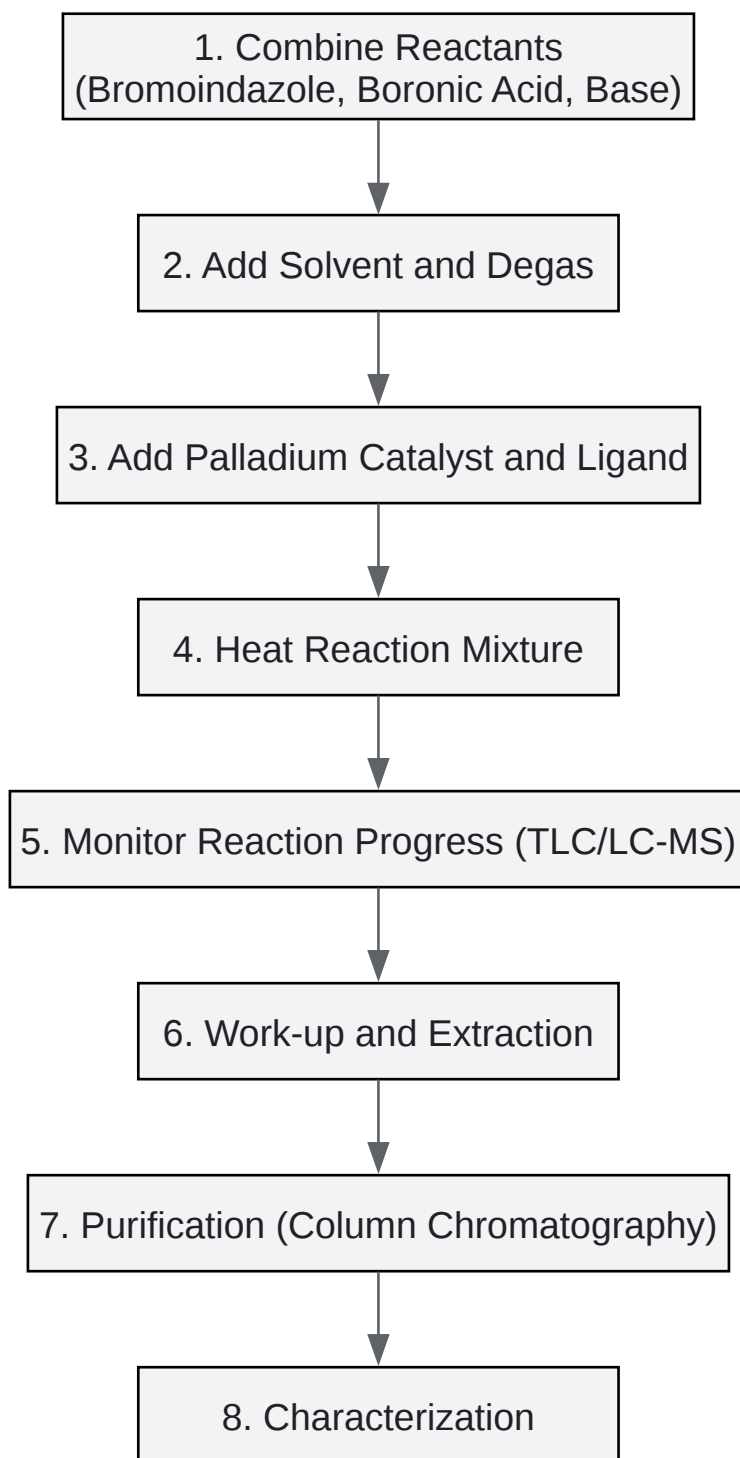 1. Combine Reactants
(Bromoindazole, Boronic Acid, Base)
2. Add Solvent and Degas
3. Add Palladium Catalyst and Ligand
4. Heat Reaction Mixture
5. Monitor Reaction Progress (TLC/LC-MS)
6. Work-up and Extraction
7. Purification (Column Chromatography)
8. Characterization